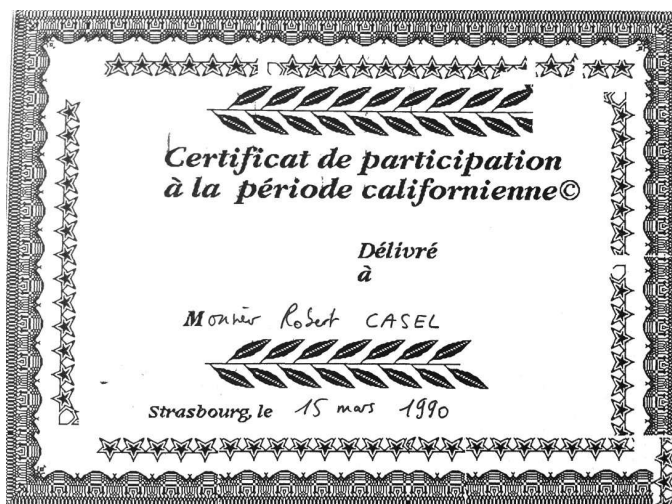 Certificat de participation
à la période californienne©
Délivré
à
Monsieur Robert CASEL
Strasbourg, le 15 mars 1990